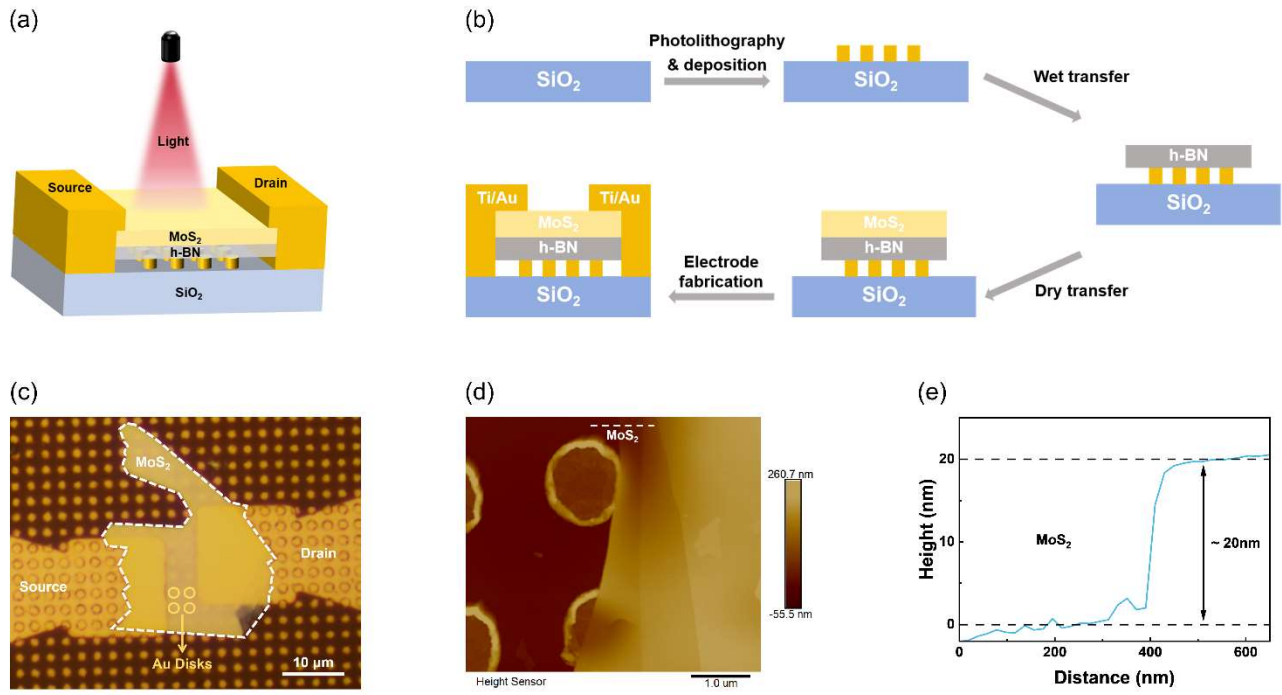 (a)
Light
Source
Drain
MoS₂
h-BN
SiO₂
(b)
SiO₂
Photolithography
& deposition
SiO₂
Wet transfer
h-BN
SiO₂
Dry transfer
MoS₂
h-BN
SiO₂
Electrode
fabrication
Ti/Au
Ti/Au
MoS₂
h-BN
SiO₂
(c)
MoS₂
Source
Drain
Au Disks
10 μm
(d)
MoS₂
260.7 nm
-55.5 nm
Height Sensor
1.0 um
(e)
Height (nm)
20
10
0
MoS₂
~ 20nm
0
200
400
600
Distance (nm)